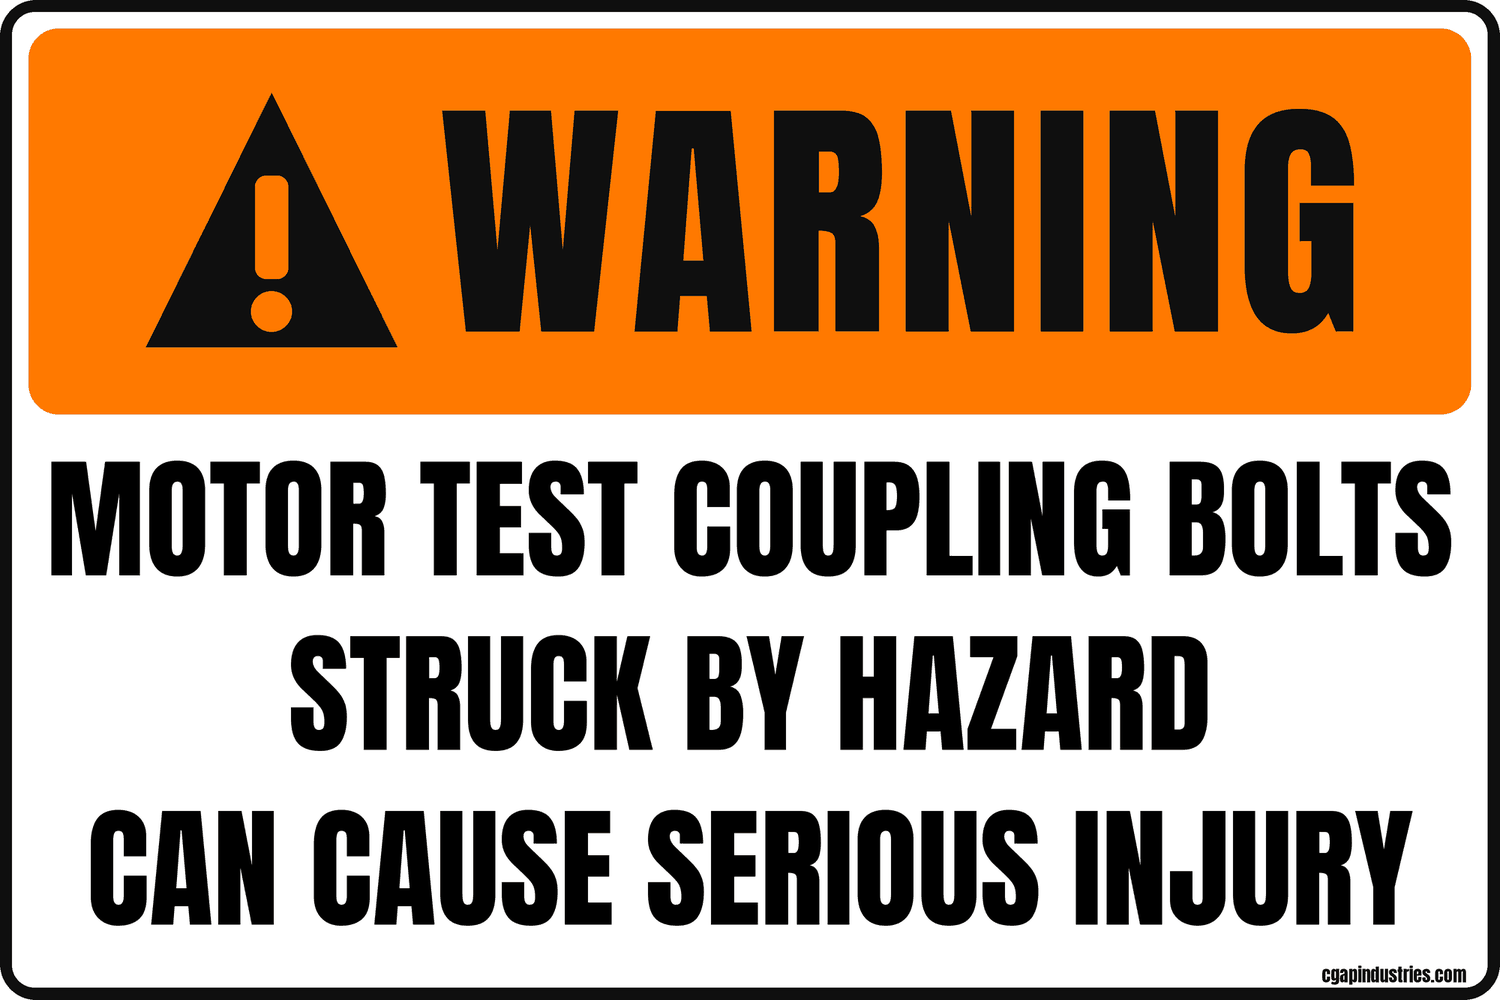 WARNING
MOTOR TEST COUPLING BOLTS
STRUCK BY HAZARD
CAN CAUSE SERIOUS INJURY
cgapindustries.com